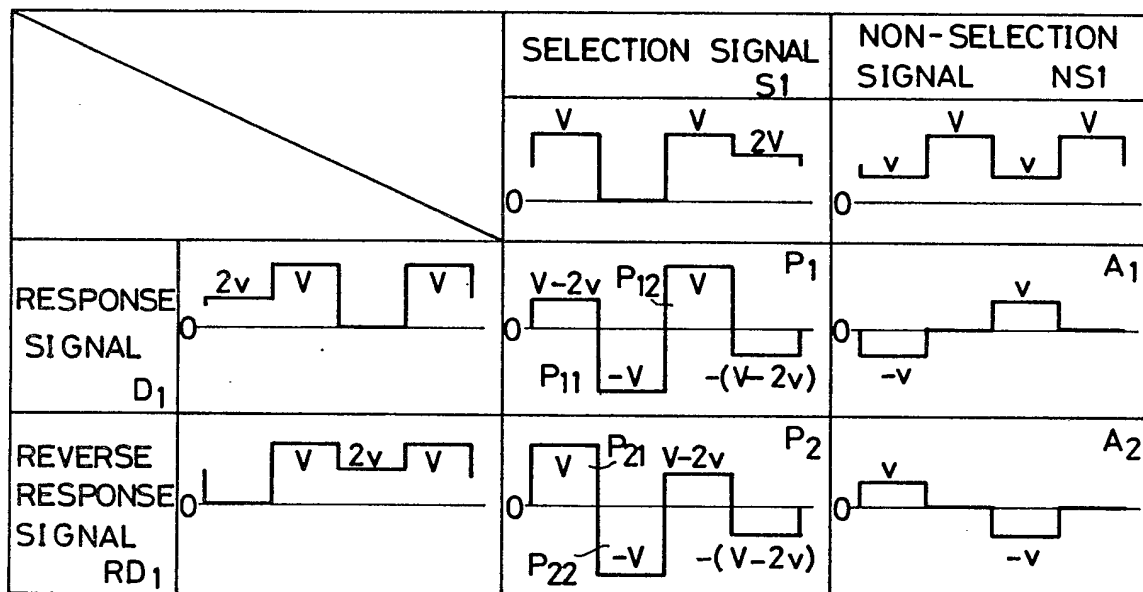 SELECTION SIGNAL
S1
NON-SELECTION
SIGNAL NS1
V V 2V
0
v V v V
0
RESPONSE
SIGNAL
D1
2v V V
0
V-2v P12 V P1
0
P11 -V -(V-2v)
A1
v
0
-v
REVERSE
RESPONSE
SIGNAL
RD1
V 2v V
0
V P21 V-2v P2
0
P22 -V -(V-2v)
A2
v
0
-v